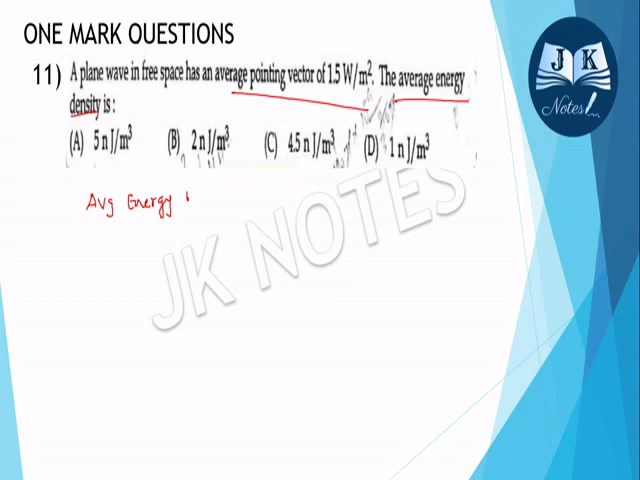 ONE MARK OUESTIONS
11) A plane wave in free space has an average pointing vector of 1.5 W/m². The average energy
density is :
(A) 5 n J/m³ (B) 2 n J/m³ (C) 4.5 n J/m³ (D) 1 n J/m³
Avg Energy
JK NOTES
J K
Notes